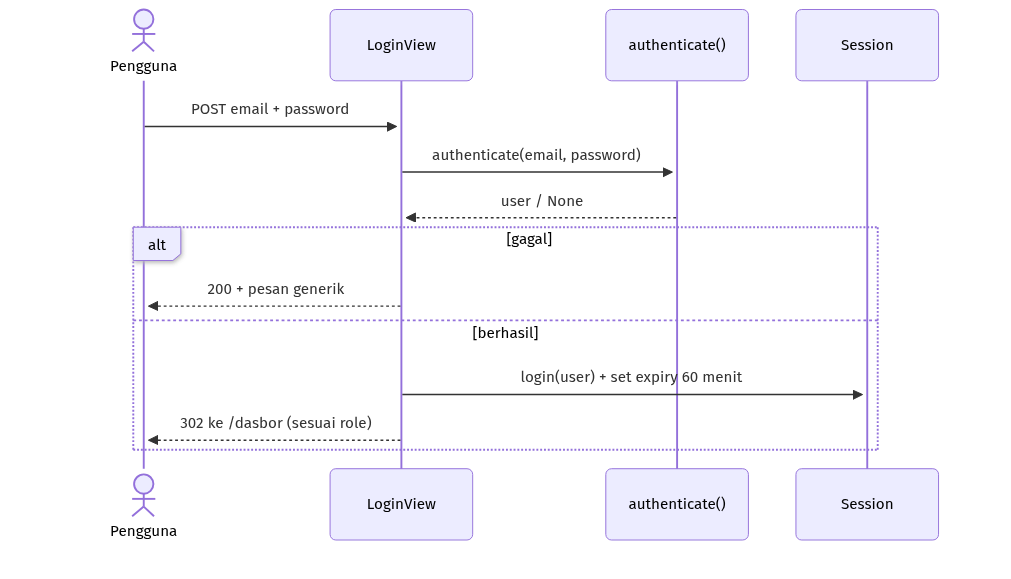 Pengguna
LoginView
authenticate()
Session
POST email + password
authenticate(email, password)
user / None
alt
[gagal]
200 + pesan generik
[berhasil]
login(user) + set expiry 60 menit
302 ke /dasbor (sesuai role)
Pengguna
LoginView
authenticate()
Session